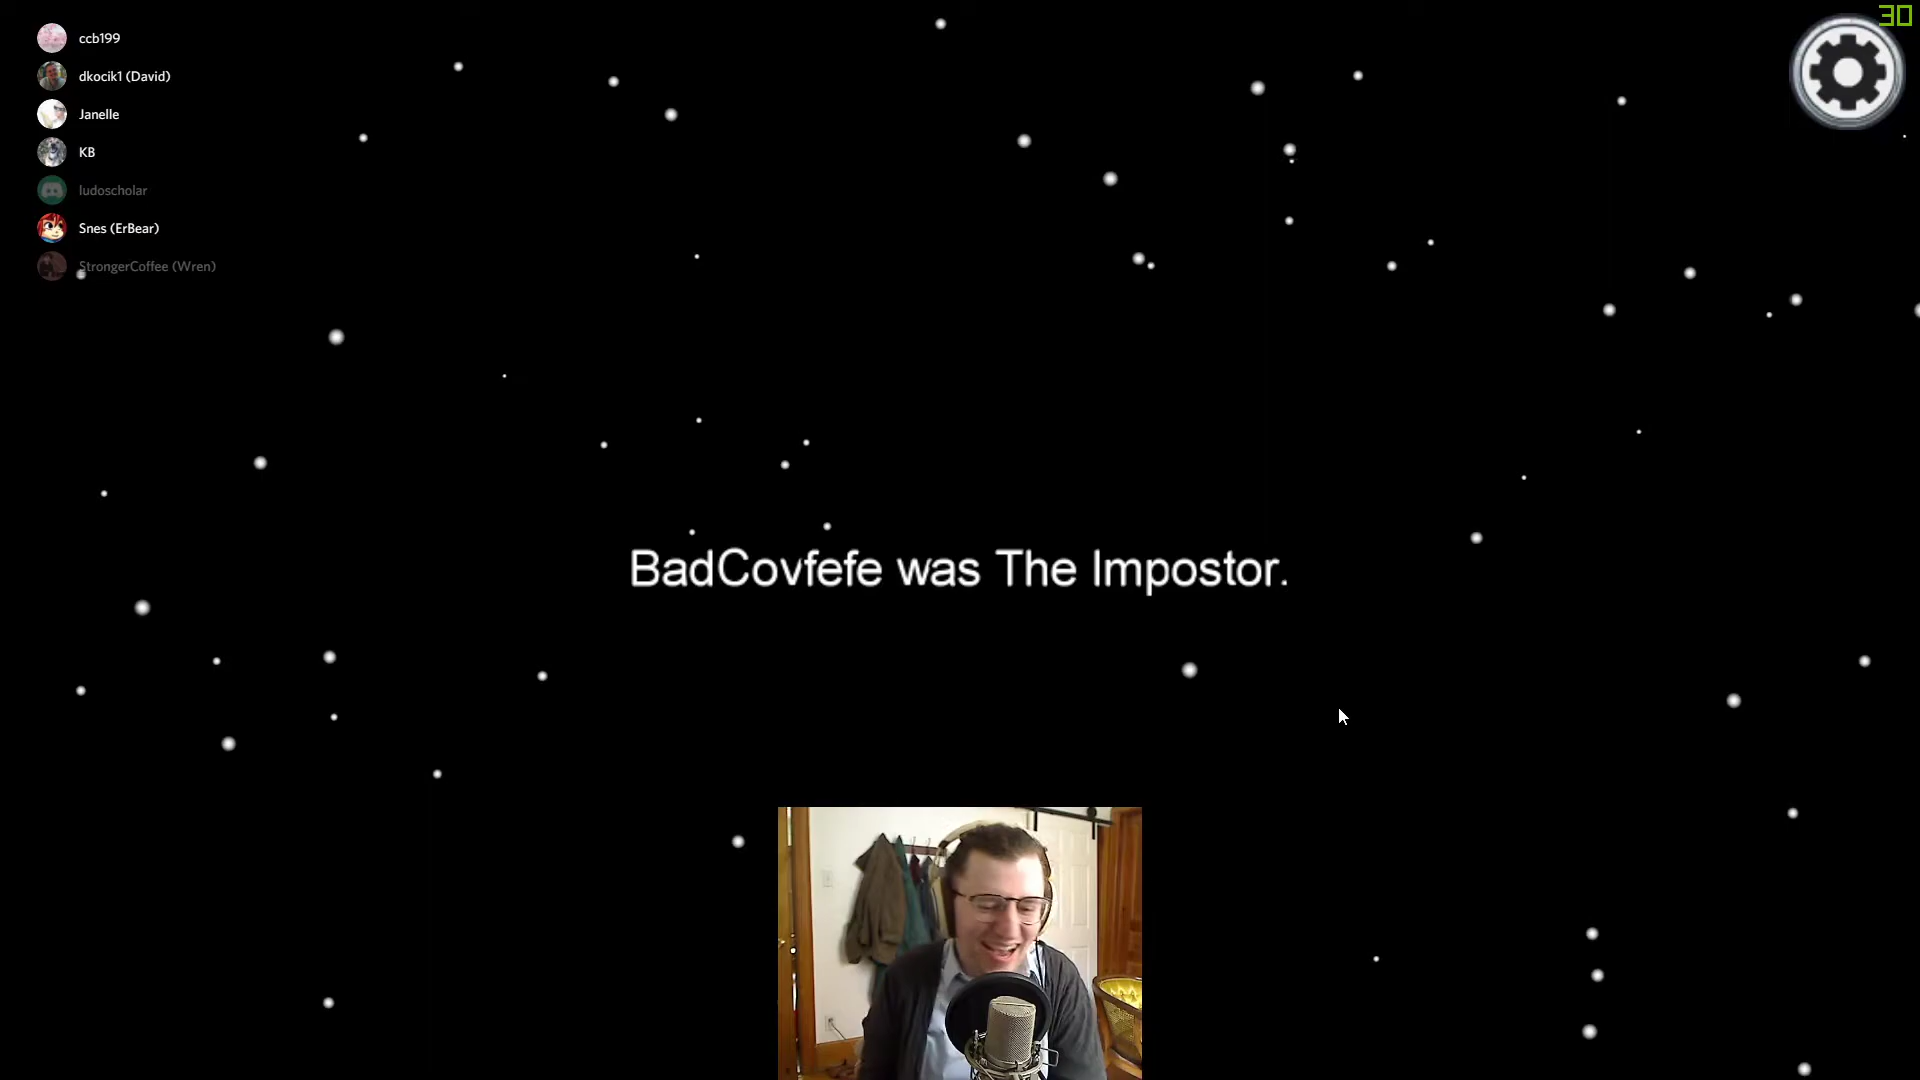 30
ccb199
dkocik1 (David)
Janelle
KB
ludoscholar
Snes (ErBear)
StrongerCoffee (Wren)
BadCovfefe was The Impostor.